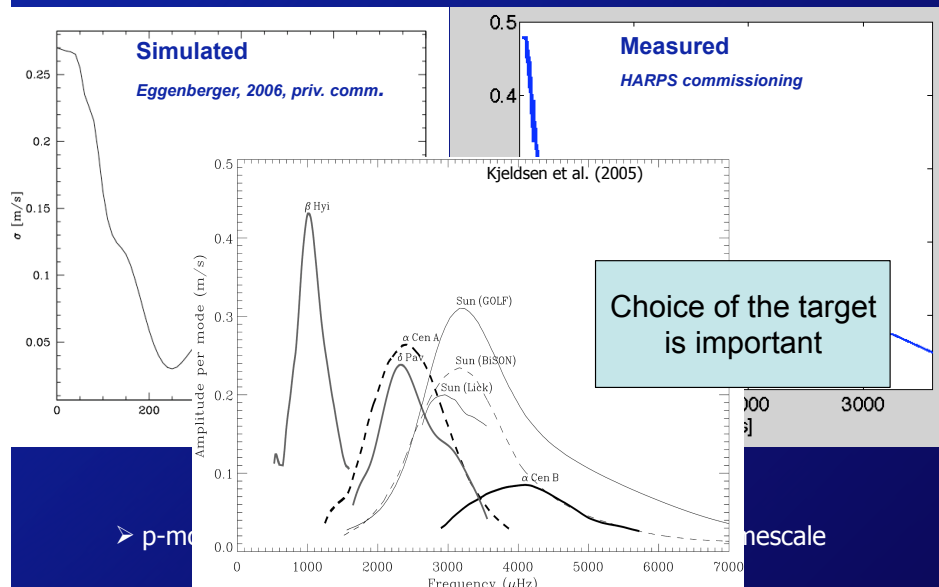 Simulated
Eggenberger, 2006, priv. comm.
Measured
HARPS commissioning
0.25
0.2
0.15
0.1
0.05
σ [m/s]
0
200
0.5
0.4
3000
Kjeldsen et al. (2005)
0.5
0.4
0.3
0.2
0.1
0.0
Amplitude per mode (m/s)
β Hyi
α Cen A
δ Pav
Sun (GOLF)
Sun (BiSON)
Sun (Lick)
α Cen B
0
1000
2000
3000
4000
5000
6000
7000
Frequency (μHz)
Choice of the target
is important